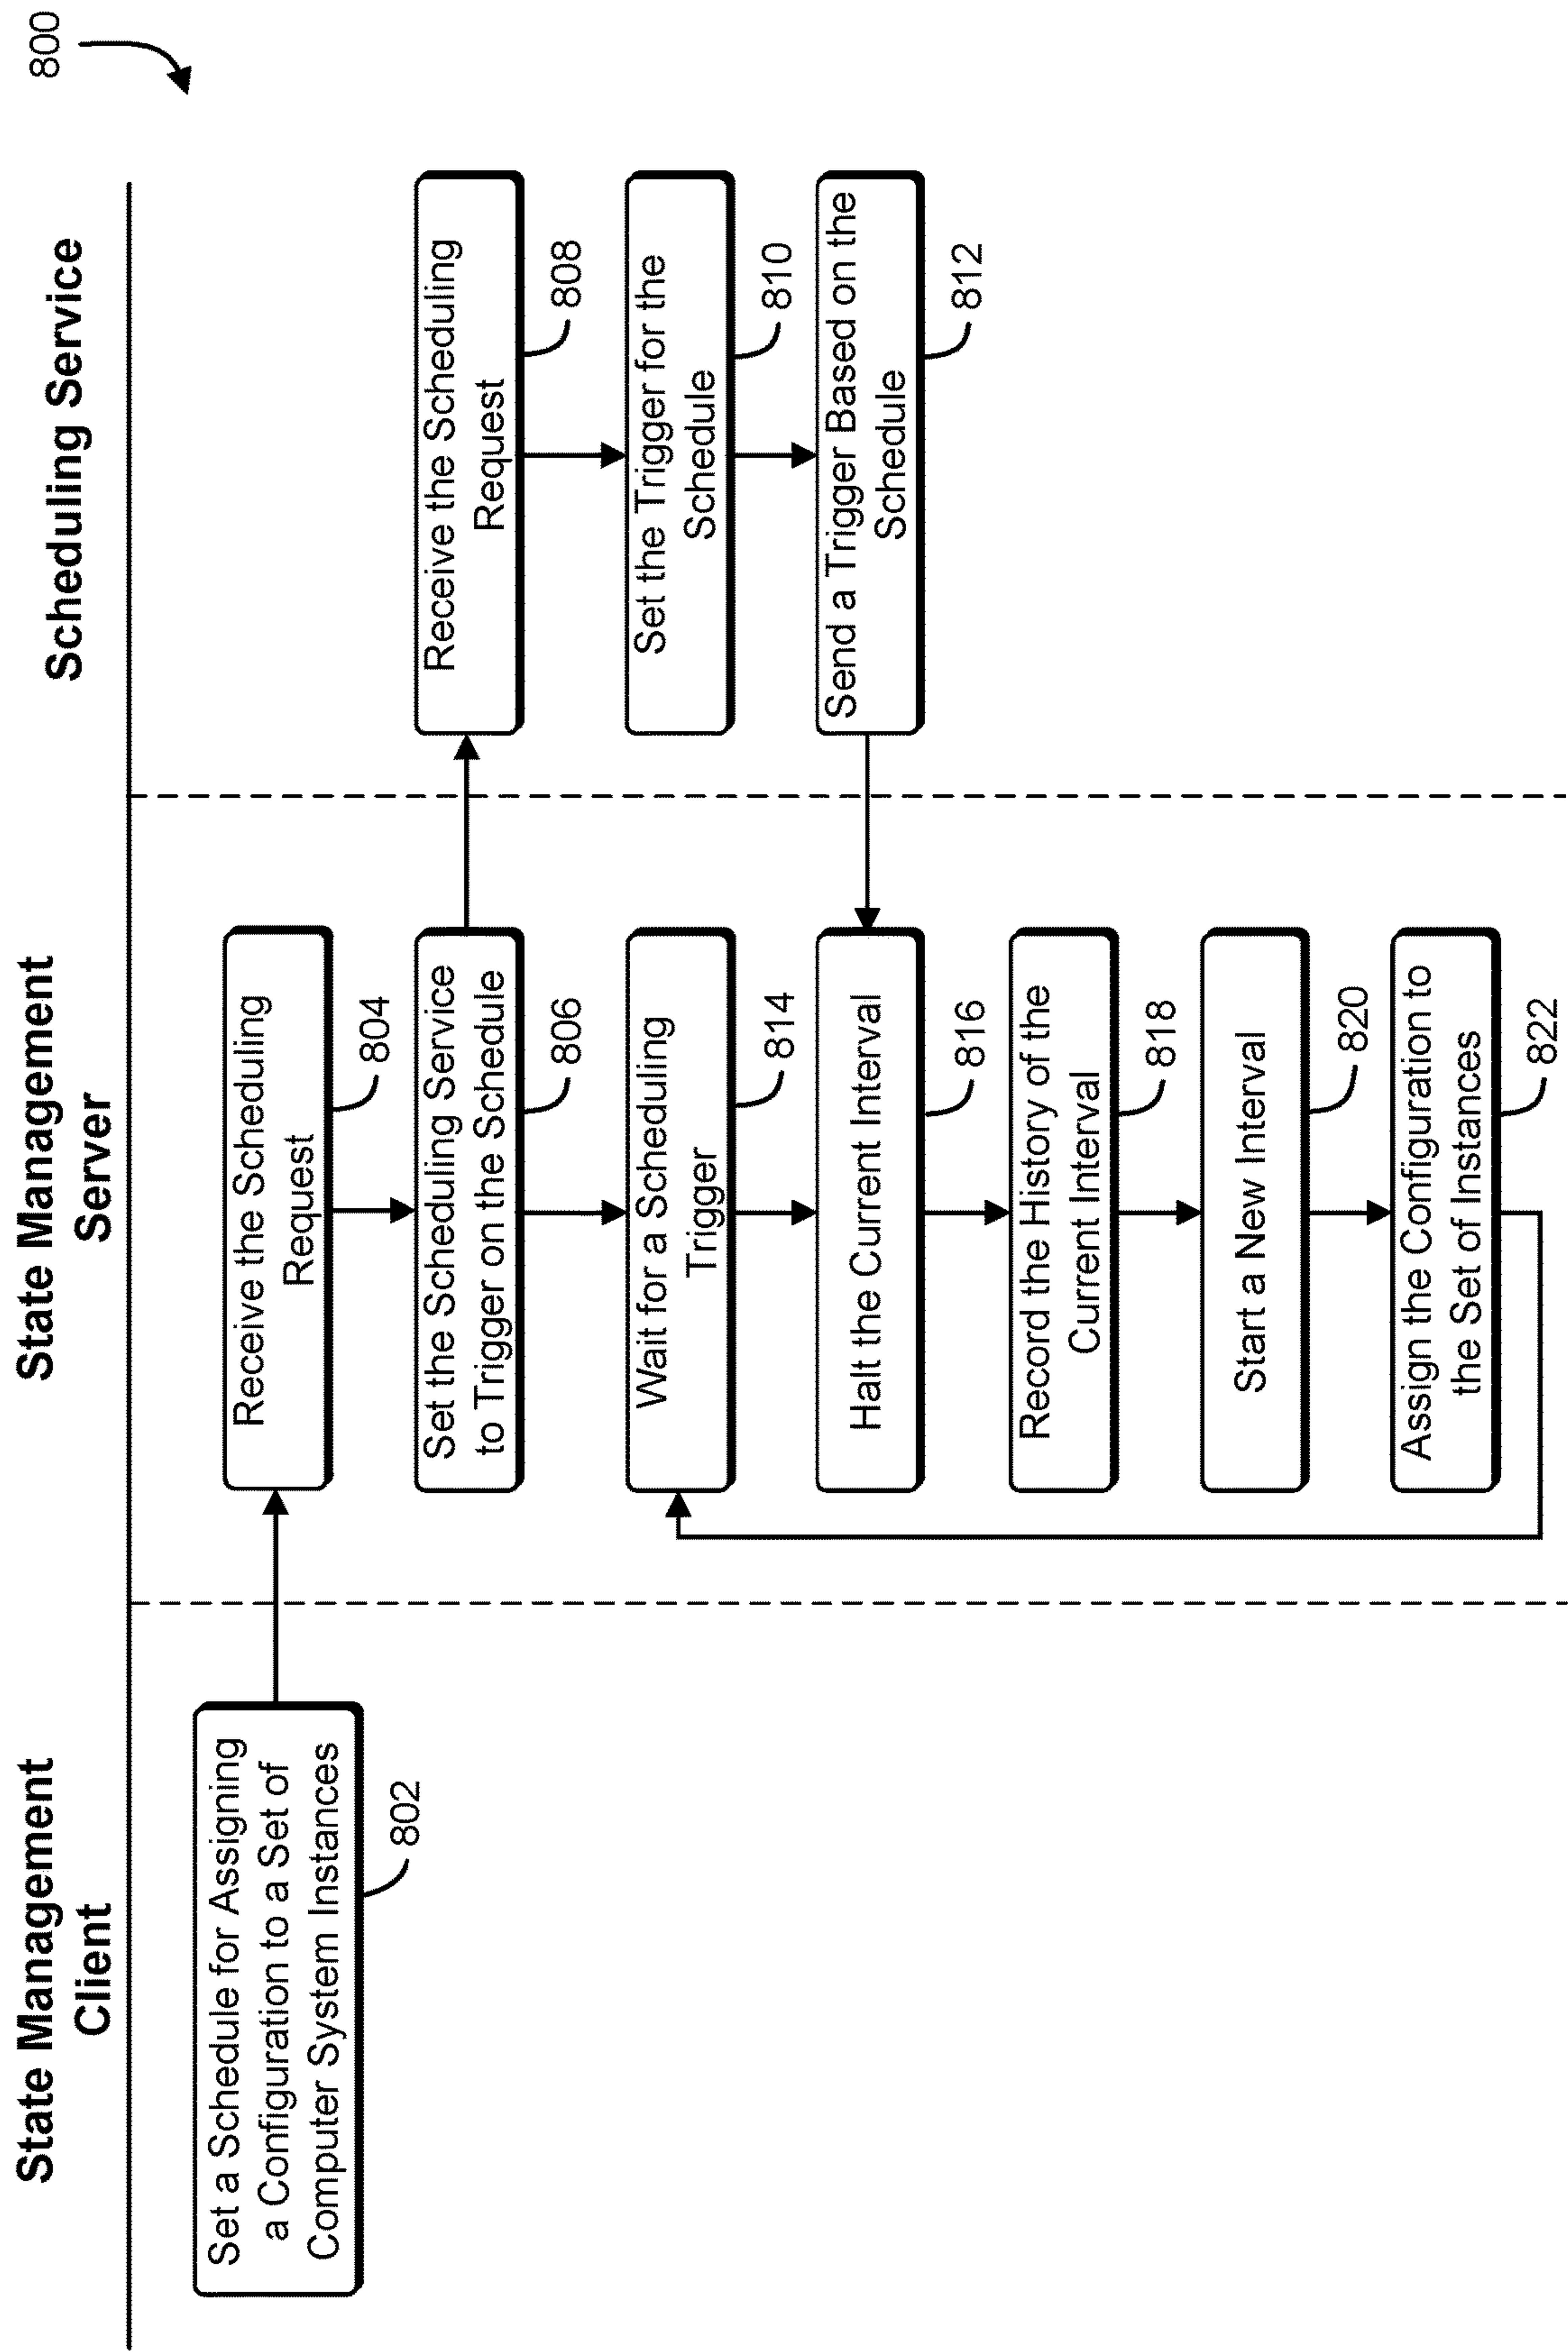 800
State Management
Client
State Management
Server
Scheduling Service
Set a Schedule for Assigning
a Configuration to a Set of
Computer System Instances
802
Receive the Scheduling
Request
804
Set the Scheduling Service
to Trigger on the Schedule
806
Receive the Scheduling
Request
808
Set the Trigger for the
Schedule
810
Send a Trigger Based on the
Schedule
812
Wait for a Scheduling
Trigger
814
Halt the Current Interval
816
Record the History of the
Current Interval
818
Start a New Interval
820
Assign the Configuration to
the Set of Instances
822